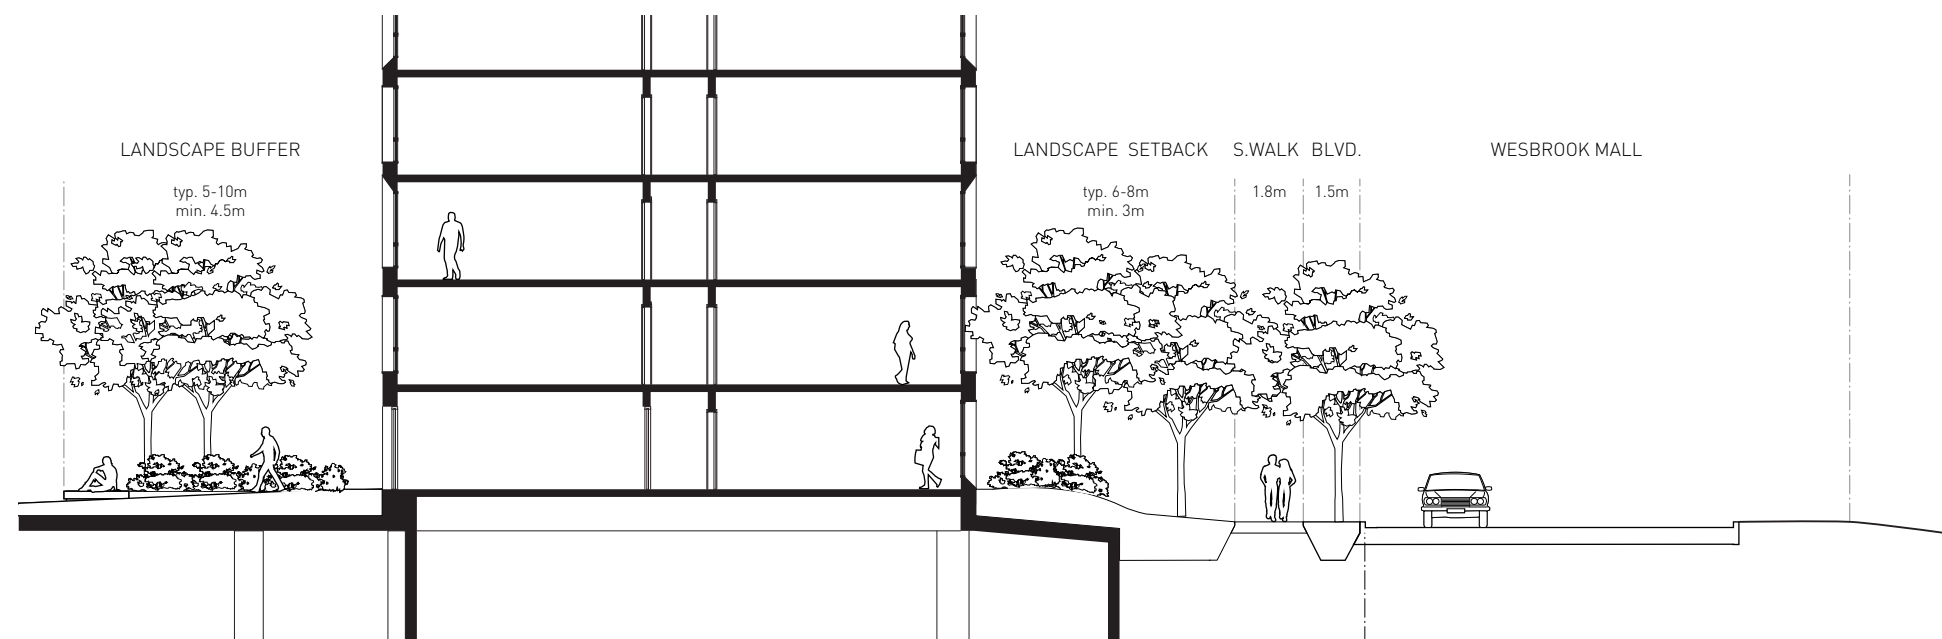 LANDSCAPE BUFFER
typ. 5-10m
min. 4.5m
LANDSCAPE SETBACK
typ. 6-8m
min. 3m
S.WALK
1.8m
BLVD.
1.5m
WESBROOK MALL